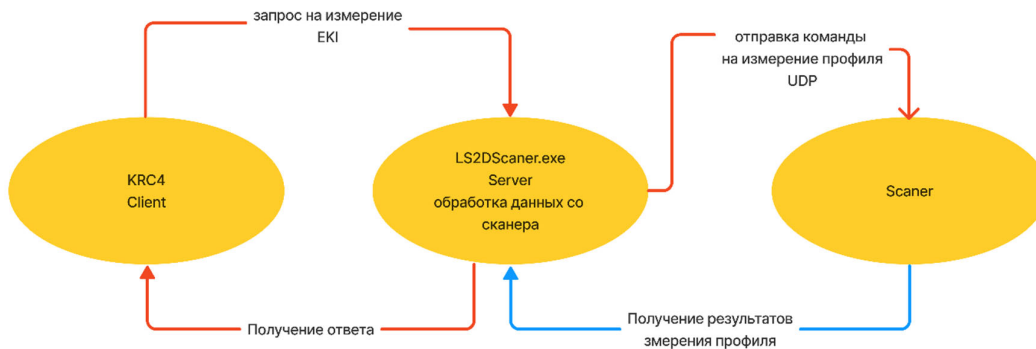 запрос на измерение
EKI
отправка команды
на измерение профиля
UDP
KRC4
Client
LS2DScaner.exe
Server
обработка данных со
сканера
Scaner
Получение ответа
Получение результатов
змерения профиля